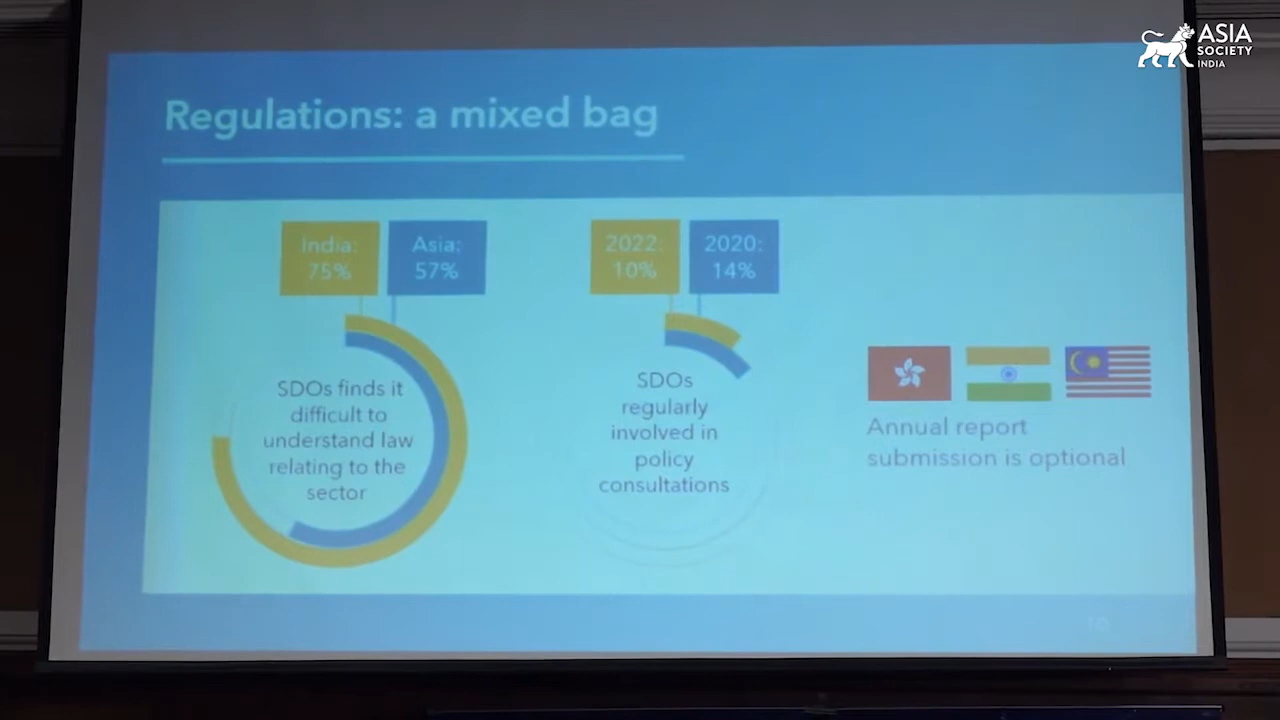 ASIA
SOCIETY
INDIA
Regulations: a mixed bag
India:
75%
Asia:
57%
SDOs finds it
difficult to
understand law
relating to the
sector
2022:
10%
2020:
14%
SDOs
regularly
involved in
policy
consultations
Annual report
submission is optional